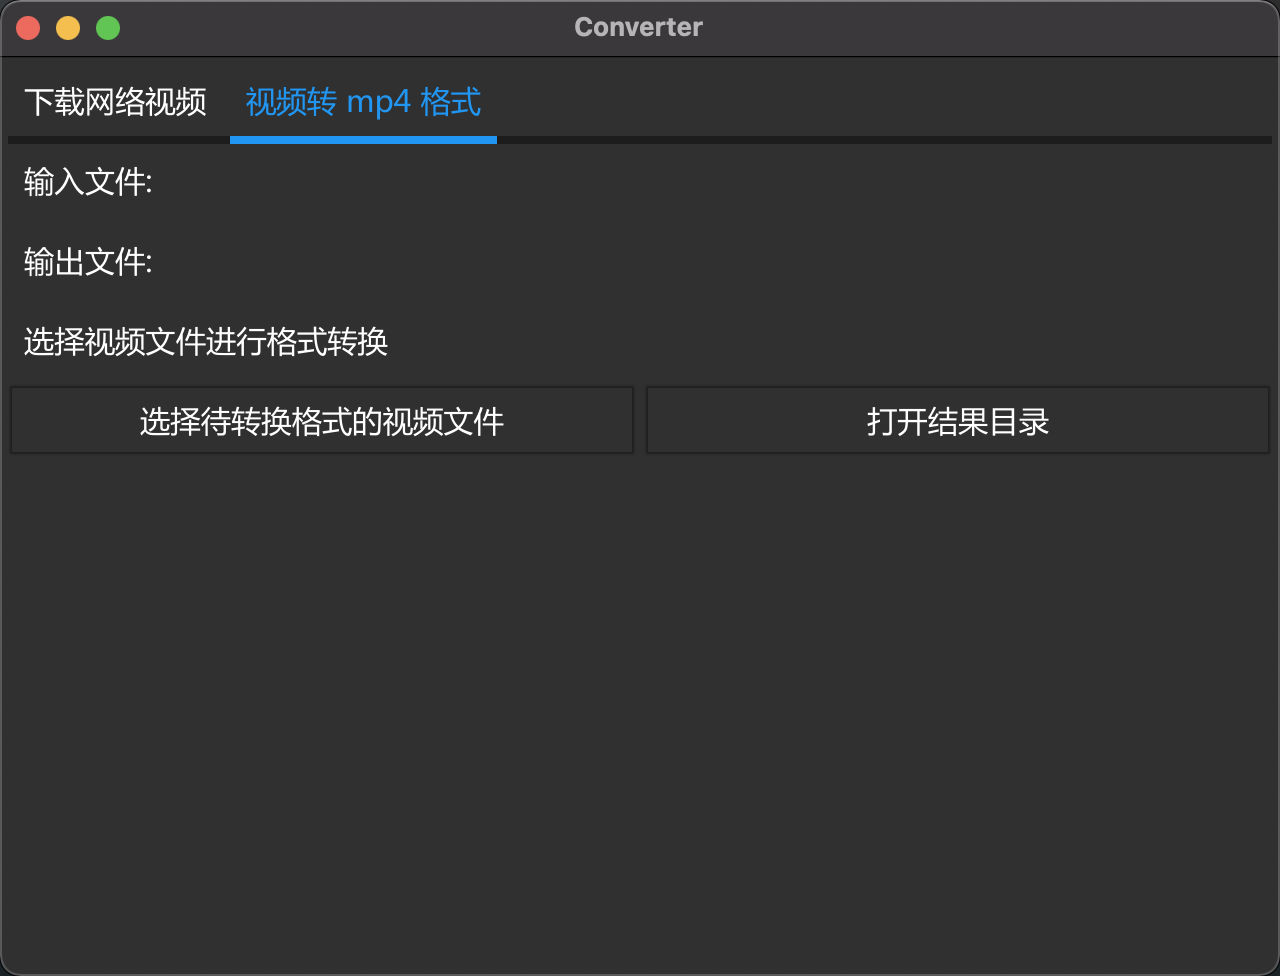 Converter
下载网络视频 视频转 mp4 格式
输入文件:
输出文件:
选择视频文件进行格式转换
选择待转换格式的视频文件 打开结果目录